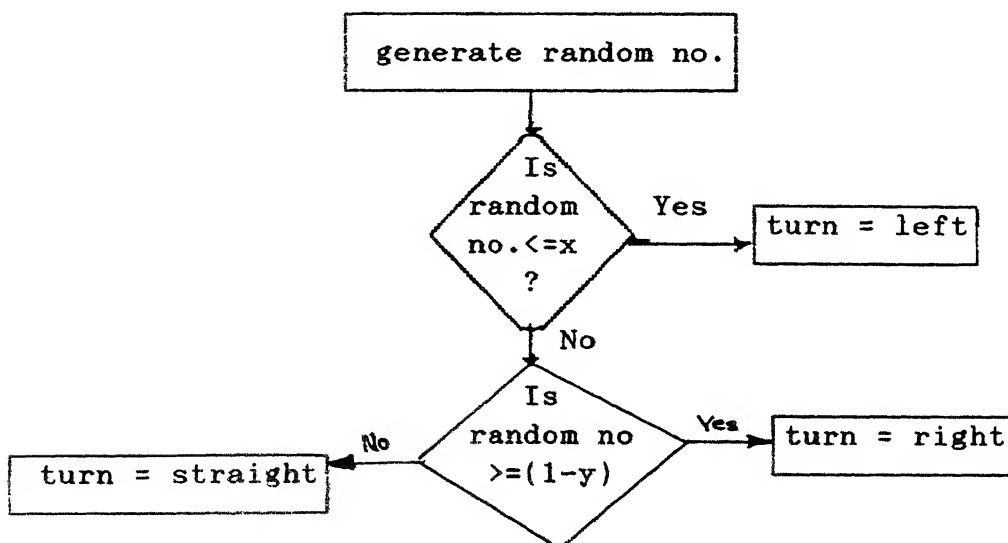 generate random no.
Is
random
no.<=x
?
Yes
turn = left
No
Is
random no
>=(1-y)
Yes
turn = right
No
turn = straight